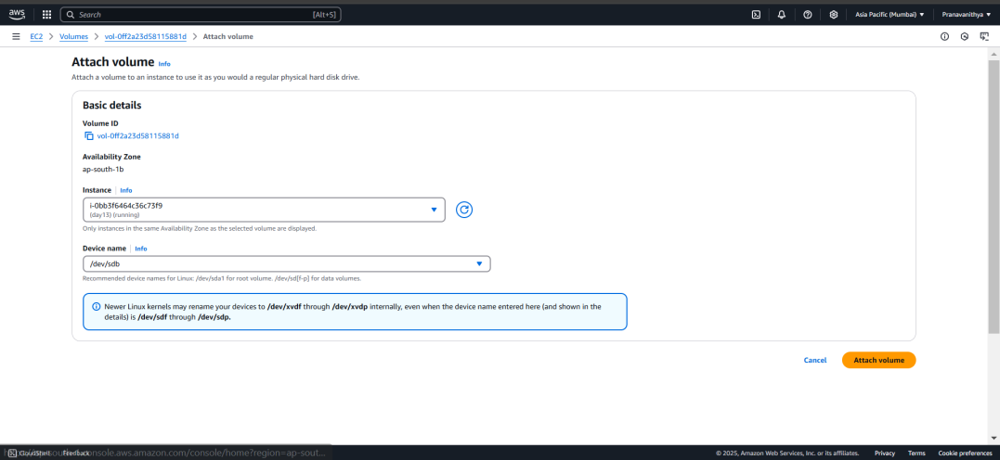 aws
Search [Alt+S]
Asia Pacific (Mumbai) ▼ Pranavanithya ▼
EC2 > Volumes > vol-0ff2a23d58115881d > Attach volume
Attach volume Info
Attach a volume to an instance to use it as you would a regular physical hard disk drive.
Basic details
Volume ID
vol-0ff2a23d58115881d
Availability Zone
ap-south-1b
Instance | Info
i-0bb3f6464c36c73f9
(day13) (running)
Only instances in the same Availability Zone as the selected volume are displayed.
Device name | Info
/dev/sdb
Recommended device names for Linux: /dev/sda1 for root volume. /dev/sd[f-p] for data volumes.
Newer Linux kernels may rename your devices to /dev/xvdf through /dev/xvdp internally, even when the device name entered here (and shown in the
details) is /dev/sdf through /dev/sdp.
Cancel Attach volume
CloudShell Feedback console.aws.amazon.com/console/home?region=ap-sout...
© 2025, Amazon Web Services, Inc. or its affiliates. Privacy Terms Cookie preferences